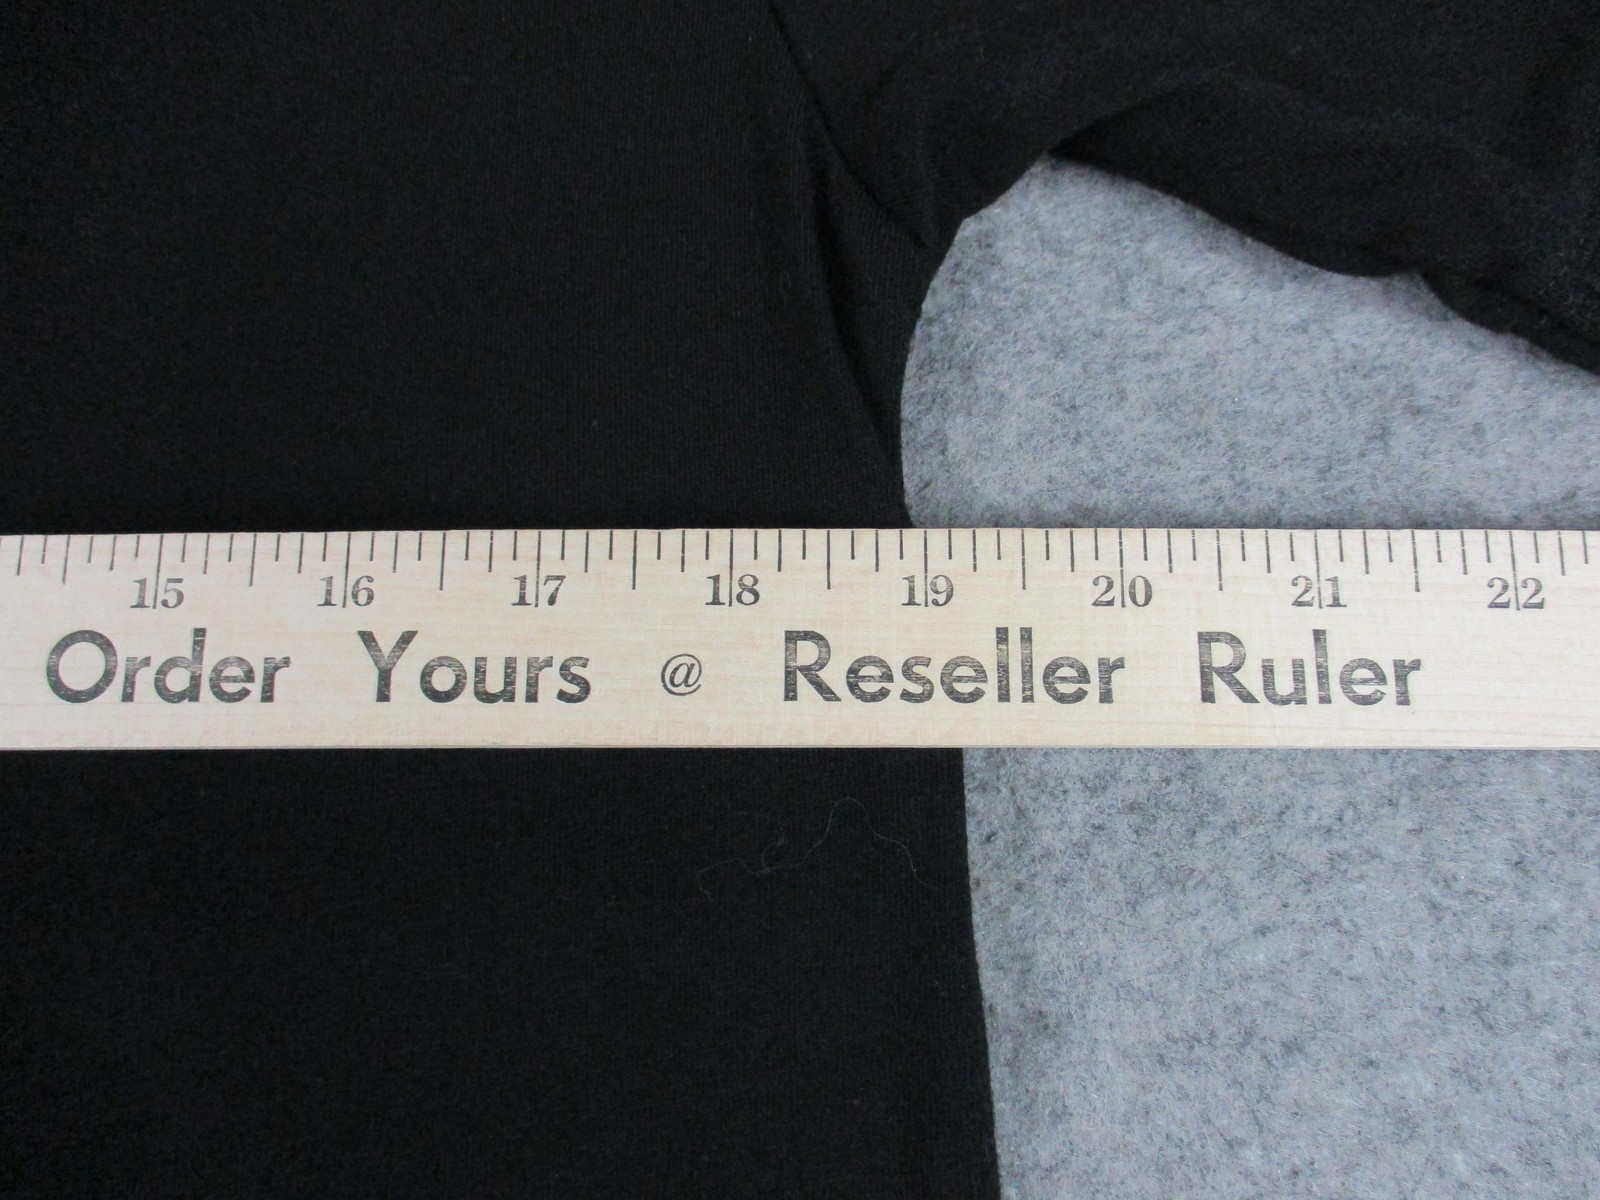 15 16 17 18 19 20 21 22
Order Yours @ Reseller Ruler